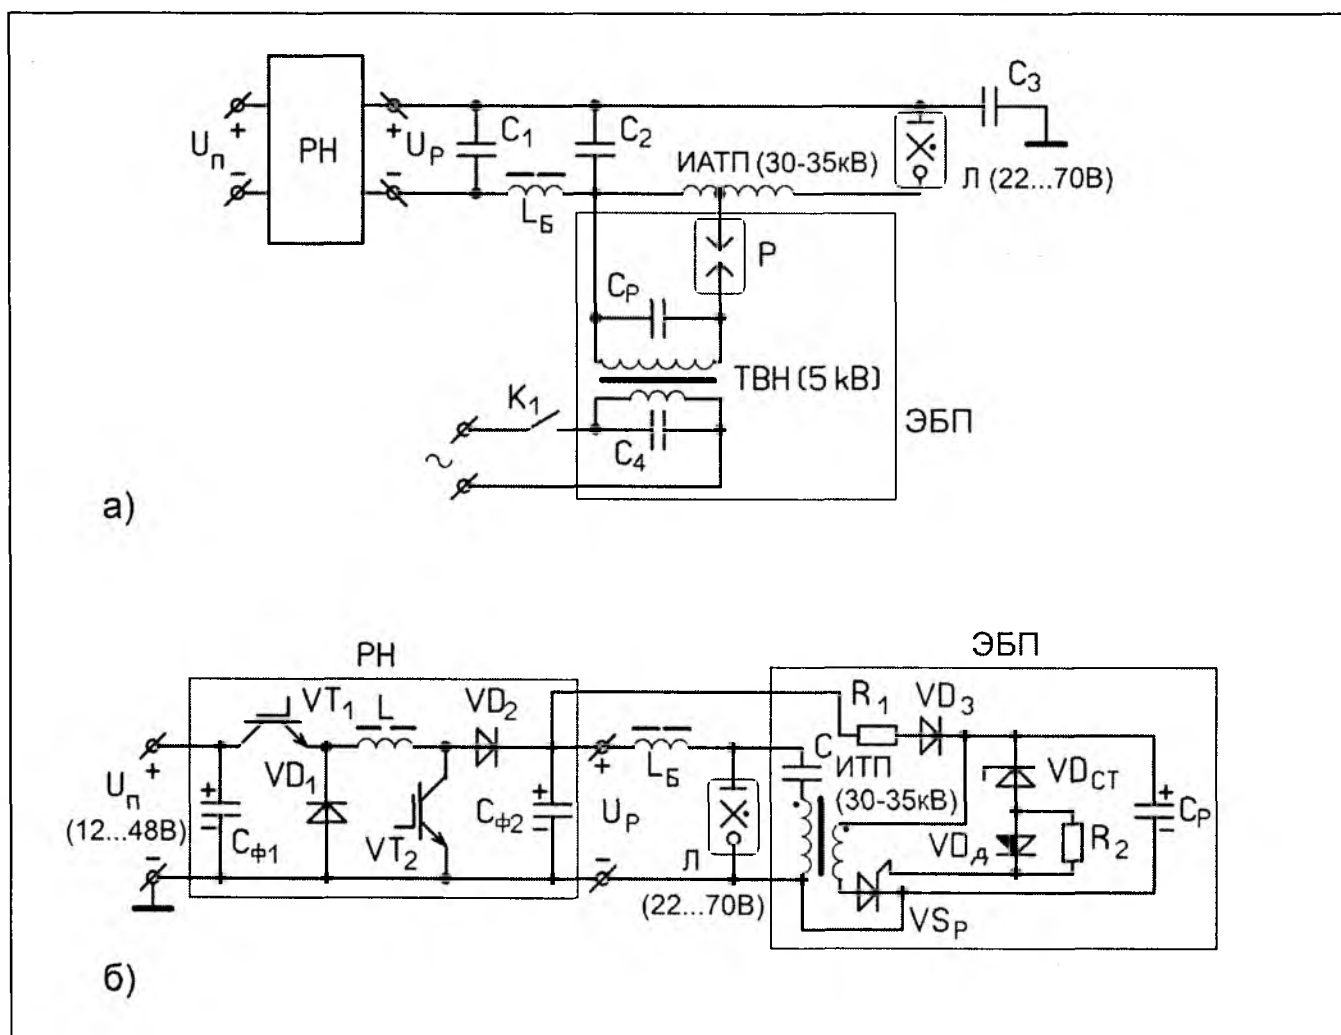 C₃
Uп
+
-
РН
+
Uр
-
C₁
C₂
ИАТП (30-35кВ)
Л (22...70В)
LБ
Р
Cр
ТВН (5 кВ)
K₁
ЭБП
~
C₄
а)
РН
ЭБП
VT₁
L
VD₂
R₁
VD₃
Uп
+
(12...48В)
-
+
-
Cф1
VD₁
VT₂
+
-
Cф2
+
Uр
-
LБ
Л
(22...70В)
C
ИТП
(30-35кВ)
VDСТ
+
-
Cр
VDд
R₂
VSр
б)